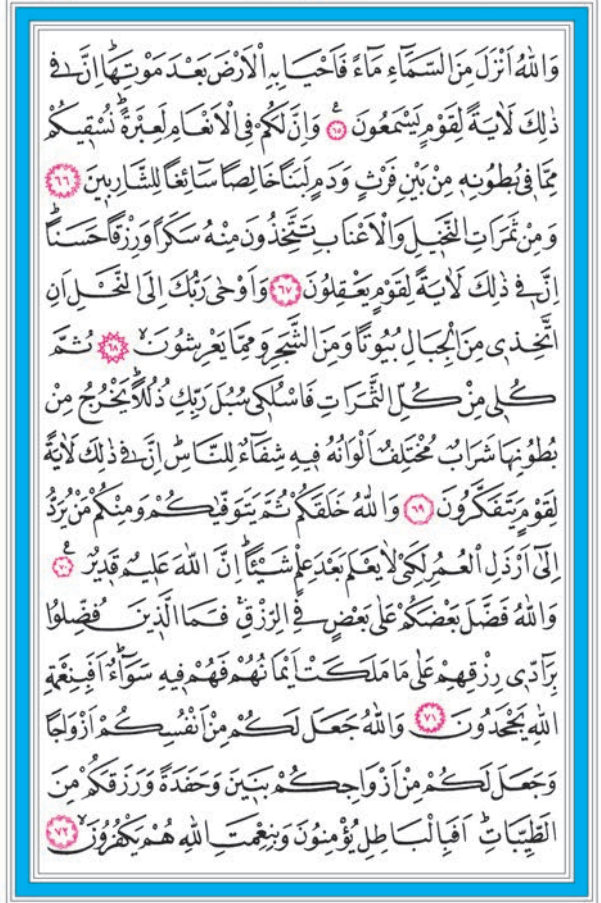 وَاللّٰهُ اَنْزَلَ مِنَ السَّمَٓاءِ مَٓاءً فَاَحْيَا بِهِ الْاَرْضَ بَعْدَ مَوْتِهَاۜ اِنَّ ف۪ي
ذٰلِكَ لَاٰيَةً لِقَوْمٍ يَسْمَعُونَ۟ ﴿٦٥﴾ وَاِنَّ لَكُمْ فِي الْاَنْعَامِ لَعِبْرَةًۜ نُسْق۪يكُمْ
مِمَّا ف۪ي بُطُونِه۪ مِنْ بَيْنِ فَرْثٍ وَدَمٍ لَبَنًا خَالِصًا سَٓائِغًا لِلشَّارِب۪ينَ ﴿٦٦﴾
وَمِنْ ثَمَرَاتِ النَّخ۪يلِ وَالْاَعْنَابِ تَتَّخِذُونَ مِنْهُ سَكَرًا وَرِزْقًا حَسَنًاۜ
اِنَّ ف۪ي ذٰلِكَ لَاٰيَةً لِقَوْمٍ يَعْقِلُونَ ﴿٦٧﴾ وَاَوْحٰى رَبُّكَ اِلَى النَّحْلِ اَنِ
اتَّخِذ۪ي مِنَ الْجِبَالِ بُيُوتًا وَمِنَ الشَّجَرِ وَمِمَّا يَعْرِشُونَۙ ﴿٦٨﴾ ثُمَّ
كُل۪ي مِنْ كُلِّ الثَّمَرَاتِ فَاسْلُك۪ي سُبُلَ رَبِّكِ ذُلُلًاۜ يَخْرُجُ مِنْ
بُطُونِهَا شَرَابٌ مُخْتَلِفٌ اَلْوَانُهُ ف۪يهِ شِفَٓاءٌ لِلنَّاسِۜ اِنَّ ف۪ي ذٰلِكَ لَاٰيَةً
لِقَوْمٍ يَتَفَكَّرُونَ ﴿٦٩﴾ وَاللّٰهُ خَلَقَكُمْ ثُمَّ يَتَوَفّٰيكُمْ وَمِنْكُمْ مَنْ يُرَدُّ
اِلٰٓى اَرْذَلِ الْعُمُرِ لِكَيْ لَا يَعْلَمَ بَعْدَ عِلْمٍ شَيْـًٔاۜ اِنَّ اللّٰهَ عَل۪يمٌ قَد۪يرٌ۟ ﴿٧٠﴾
وَاللّٰهُ فَضَّلَ بَعْضَكُمْ عَلٰى بَعْضٍ فِي الرِّزْقِۚ فَمَا الَّذ۪ينَ فُضِّلُوا
بِرَٓادّ۪ي رِزْقِهِمْ عَلٰى مَا مَلَكَتْ اَيْمَانُهُمْ فَهُمْ ف۪يهِ سَوَٓاءٌۜ اَفَبِنِعْمَةِ
اللّٰهِ يَجْحَدُونَ ﴿٧١﴾ وَاللّٰهُ جَعَلَ لَكُمْ مِنْ اَنْفُسِكُمْ اَزْوَاجًا
وَجَعَلَ لَكُمْ مِنْ اَزْوَاجِكُمْ بَن۪ينَ وَحَفَدَةً وَرَزَقَكُمْ مِنَ
الطَّيِّبَاتِۜ اَفَبِالْبَاطِلِ يُؤْمِنُونَ وَبِنِعْمَتِ اللّٰهِ هُمْ يَكْفُرُونَۙ ﴿٧٢﴾